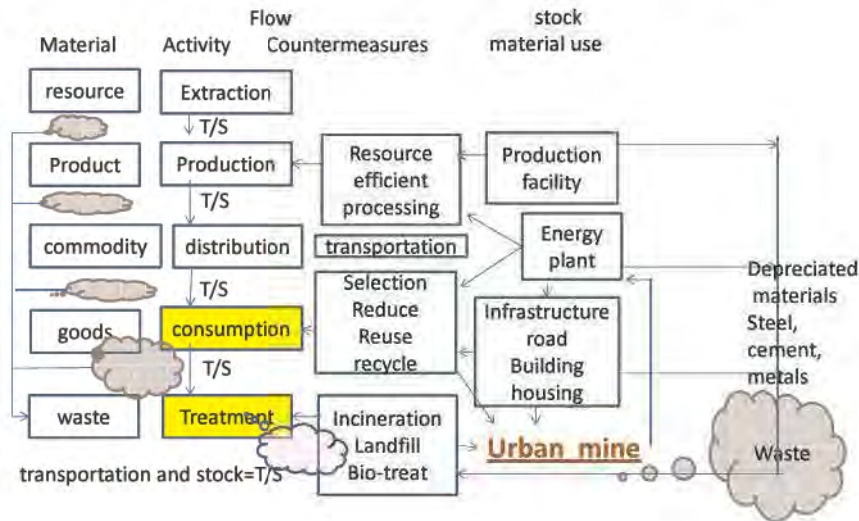 Flow
stock
Material
Activity
Countermeasures
material use
resource
Extraction
T/S
Product
Production
Resource
efficient
processing
Production
facility
T/S
commodity
distribution
transportation
Energy
plant
T/S
Selection
Reduce
Reuse
recycle
Infrastructure
road
Building
housing
Depreciated
materials
Steel,
cement,
metals
goods
consumption
T/S
waste
Treatment
Incineration
Landfill
Bio-treat
Urban mine
Waste
transportation and stock=T/S